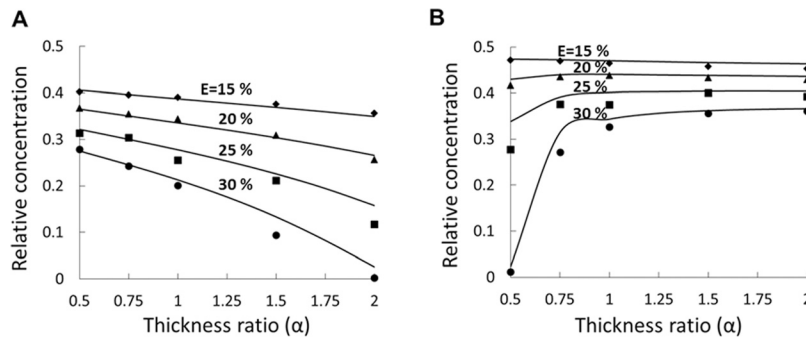 A
Relative concentration
0.5
0.4
0.3
0.2
0.1
0
E=15 %
20 %
25 %
30 %
0.5 0.75 1 1.25 1.5 1.75 2
Thickness ratio (α)
B
Relative concentration
0.5
0.4
0.3
0.2
0.1
0
E=15 %
20 %
25 %
30 %
0.5 0.75 1 1.25 1.5 1.75 2
Thickness ratio (α)